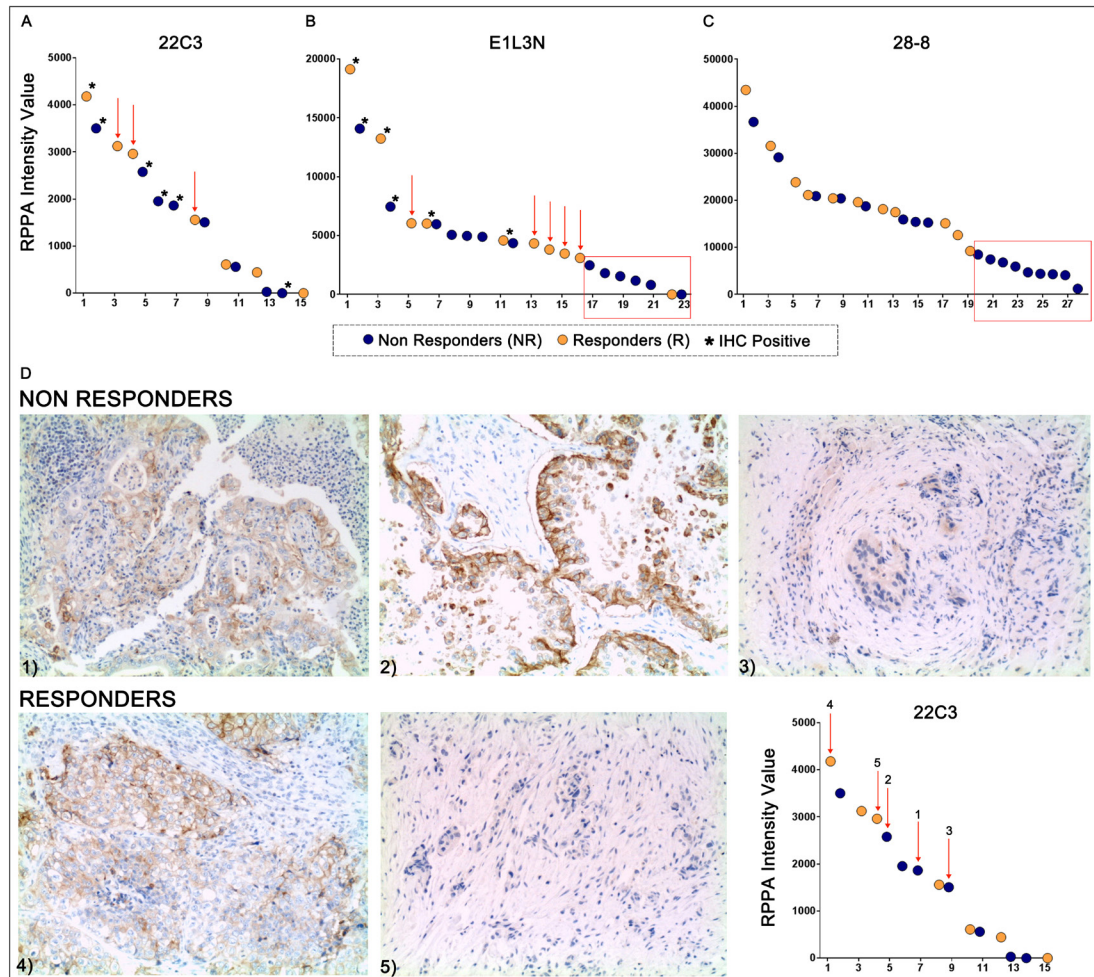 A
B
C
22C3
E1L3N
28-8
RPPA Intensity Value
5000
4000
3000
2000
1000
0
1 3 5 7 9 11 13 15
* * * * * *
20000
15000
10000
5000
0
1 3 5 7 9 11 13 15 17 19 21 23
* * * * * *
50000
40000
30000
20000
10000
0
1 3 5 7 9 11 13 15 17 19 21 23 25 27
Non Responders (NR) Responders (R) * IHC Positive
D
NON RESPONDERS
1)
2)
3)
RESPONDERS
4)
5)
22C3
RPPA Intensity Value
5000
4000
3000
2000
1000
0
4
5
2
1
3
1 3 5 7 9 11 13 15